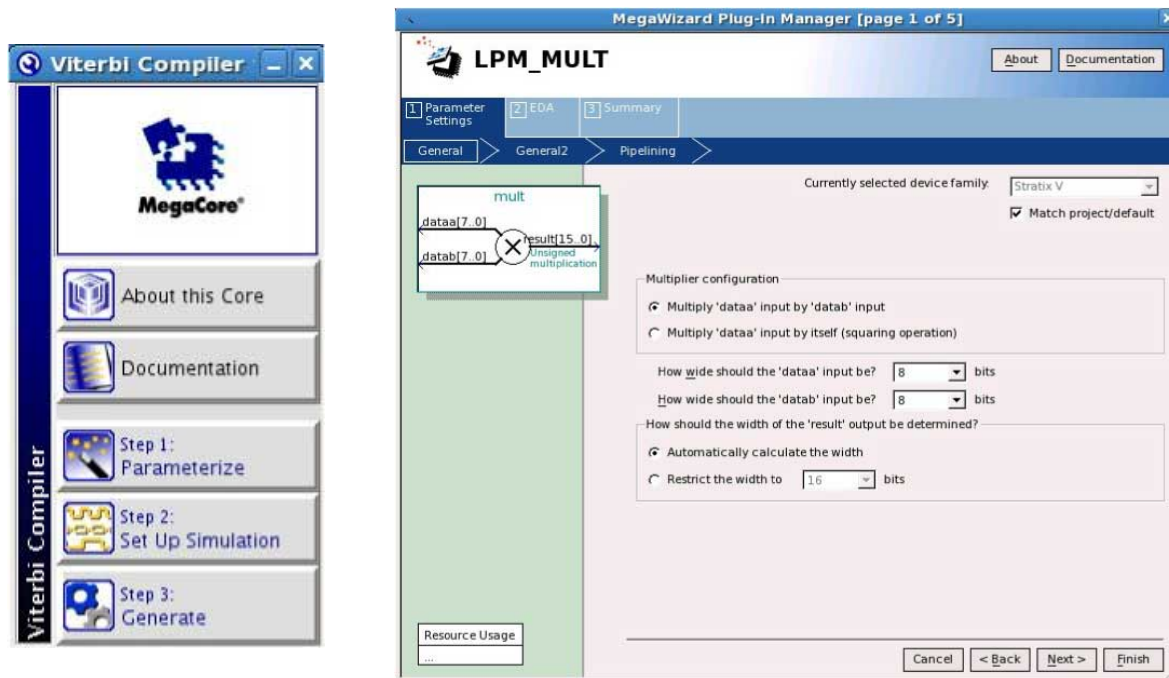 Viterbi Compiler
MegaCore®
About this Core
Documentation
Step 1:
Parameterize
Step 2:
Set Up Simulation
Step 3:
Generate
Viterbi Compiler
MegaWizard Plug-In Manager [page 1 of 5]
LPM_MULT
About
Documentation
1 Parameter
Settings
2 EDA
3 Summary
General
General2
Pipelining
mult
dataa[7..0]
datab[7..0]
result[15..0]
Unsigned
multiplication
Currently selected device family:
Stratix V
Match project/default
Multiplier configuration
Multiply 'dataa' input by 'datab' input
Multiply 'dataa' input by itself (squaring operation)
How wide should the 'dataa' input be? 8 bits
How wide should the 'datab' input be? 8 bits
How should the width of the 'result' output be determined?
Automatically calculate the width
Restrict the width to 16 bits
Resource Usage
...
Cancel
< Back
Next >
Finish